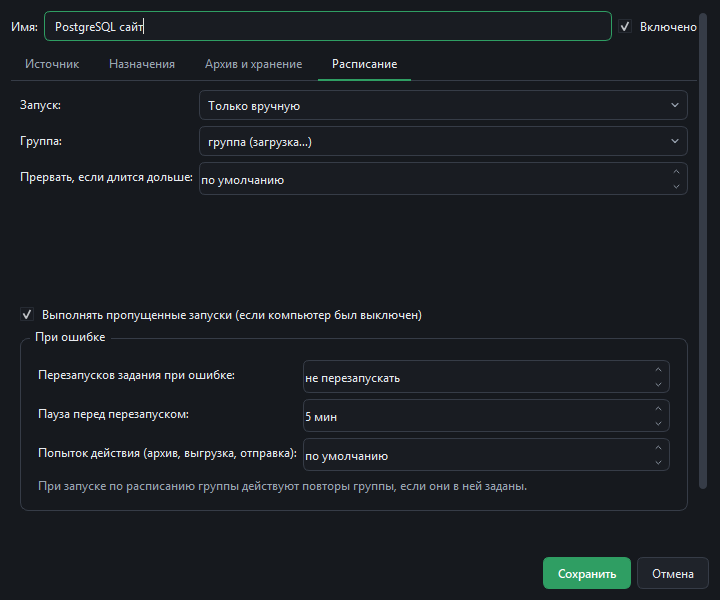 Имя: PostgreSQL сайт Включено
Источник Назначения Архив и хранение Расписание
Запуск: Только вручную
Группа: группа (загрузка...)
Прервать, если длится дольше: по умолчанию
Выполнять пропущенные запуски (если компьютер был выключен)
При ошибке
Перезапусков задания при ошибке: не перезапускать
Пауза перед перезапуском: 5 мин
Попыток действия (архив, выгрузка, отправка): по умолчанию
При запуске по расписанию группы действуют повторы группы, если они в ней заданы.
Сохранить Отмена